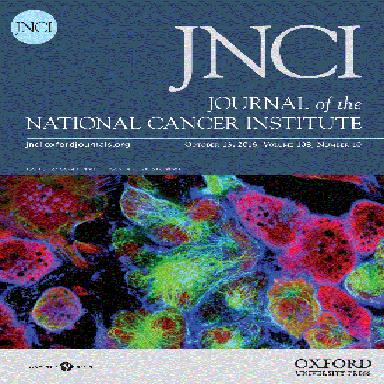 JNCI
JNCI
JOURNAL of the
NATIONAL CANCER INSTITUTE
jnci.oxfordjournals.org
OXFORD
UNIVERSITY PRESS